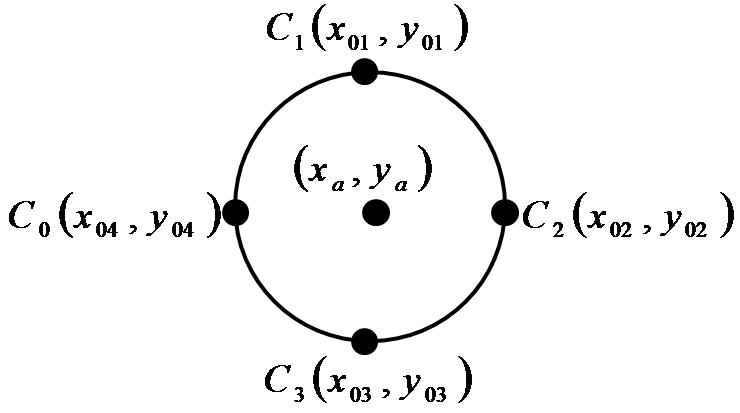 C₁(x₀₁, y₀₁)
(xₐ, yₐ)
C₀(x₀₄, y₀₄) C₂(x₀₂, y₀₂)
C₃(x₀₃, y₀₃)